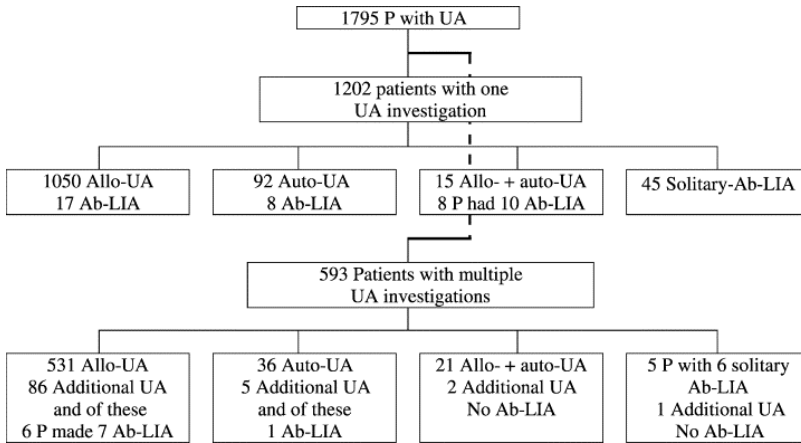 1795 P with UA
1202 patients with one
UA investigation
1050 Allo-UA
17 Ab-LIA
92 Auto-UA
8 Ab-LIA
15 Allo- + auto-UA
8 P had 10 Ab-LIA
45 Solitary-Ab-LIA
593 Patients with multiple
UA investigations
531 Allo-UA
86 Additional UA
and of these
6 P made 7 Ab-LIA
36 Auto-UA
5 Additional UA
and of these
1 Ab-LIA
21 Allo- + auto-UA
2 Additional UA
No Ab-LIA
5 P with 6 solitary
Ab-LIA
1 Additional UA
No Ab-LIA